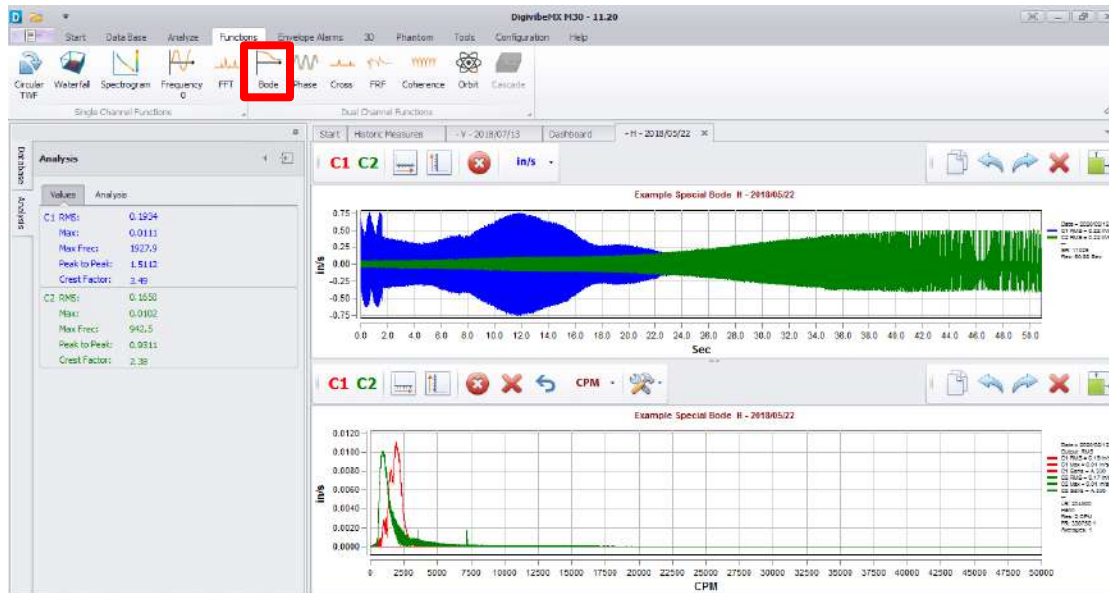 DigivibeMX M30 - 11.20
Start Data Base Analyze Functions Envelope Alarms 3D Phantom Tools Configuration Help
Circular TWF Waterfall Spectrogram Frequency 0 FFT Bode Phase Cross FRF Coherence Orbit Cascade
Single Channel Functions Dual Channel Functions
Database
Analysis
Analysis
Values Analysis
C1 RMS: 0.1934
Max: 0.0111
Max Frec: 1927.9
Peak to Peak: 1.5112
Crest Factor: 3.49
C2 RMS: 0.1650
Max: 0.0102
Max Frec: 942.5
Peak to Peak: 0.9311
Crest Factor: 2.38
Start Historic Measures - V - 2018/07/13 Dashboard - H - 2018/05/22
C1 C2 in/s
Example Special Bode H - 2018/05/22
in/s
0.75
0.50
0.25
0.00
-0.25
-0.50
-0.75
0.0 2.0 4.0 6.0 8.0 10.0 12.0 14.0 16.0 18.0 20.0 22.0 24.0 26.0 28.0 30.0 32.0 34.0 36.0 38.0 40.0 42.0 44.0 46.0 48.0 50.0
Sec
C1 C2 CPM
Example Special Bode H - 2018/05/22
in/s
0.0120
0.0100
0.0080
0.0060
0.0040
0.0020
0.0000
0 2500 5000 7500 10000 12500 15000 17500 20000 22500 25000 27500 30000 32500 35000 37500 40000 42500 45000 47500 50000
CPM